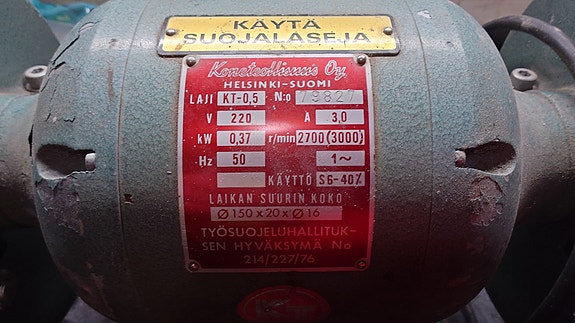 KÄYTÄ
SUOJALASEJA
Koneteollisuus Oy
HELSINKI-SUOMI
LAJI KT-0,5 N:o 79827
V 220 A 3,0
kW 0,37 r/min 2700(3000)
Hz 50 1~
KÄYTTÖ S6-40%
LAIKAN SUURIN KOKO
Ø 150 x 20 x Ø 16
TYÖSUOJELUHALLITUK-
SEN HYVÄKSYMÄ No
214/227/76